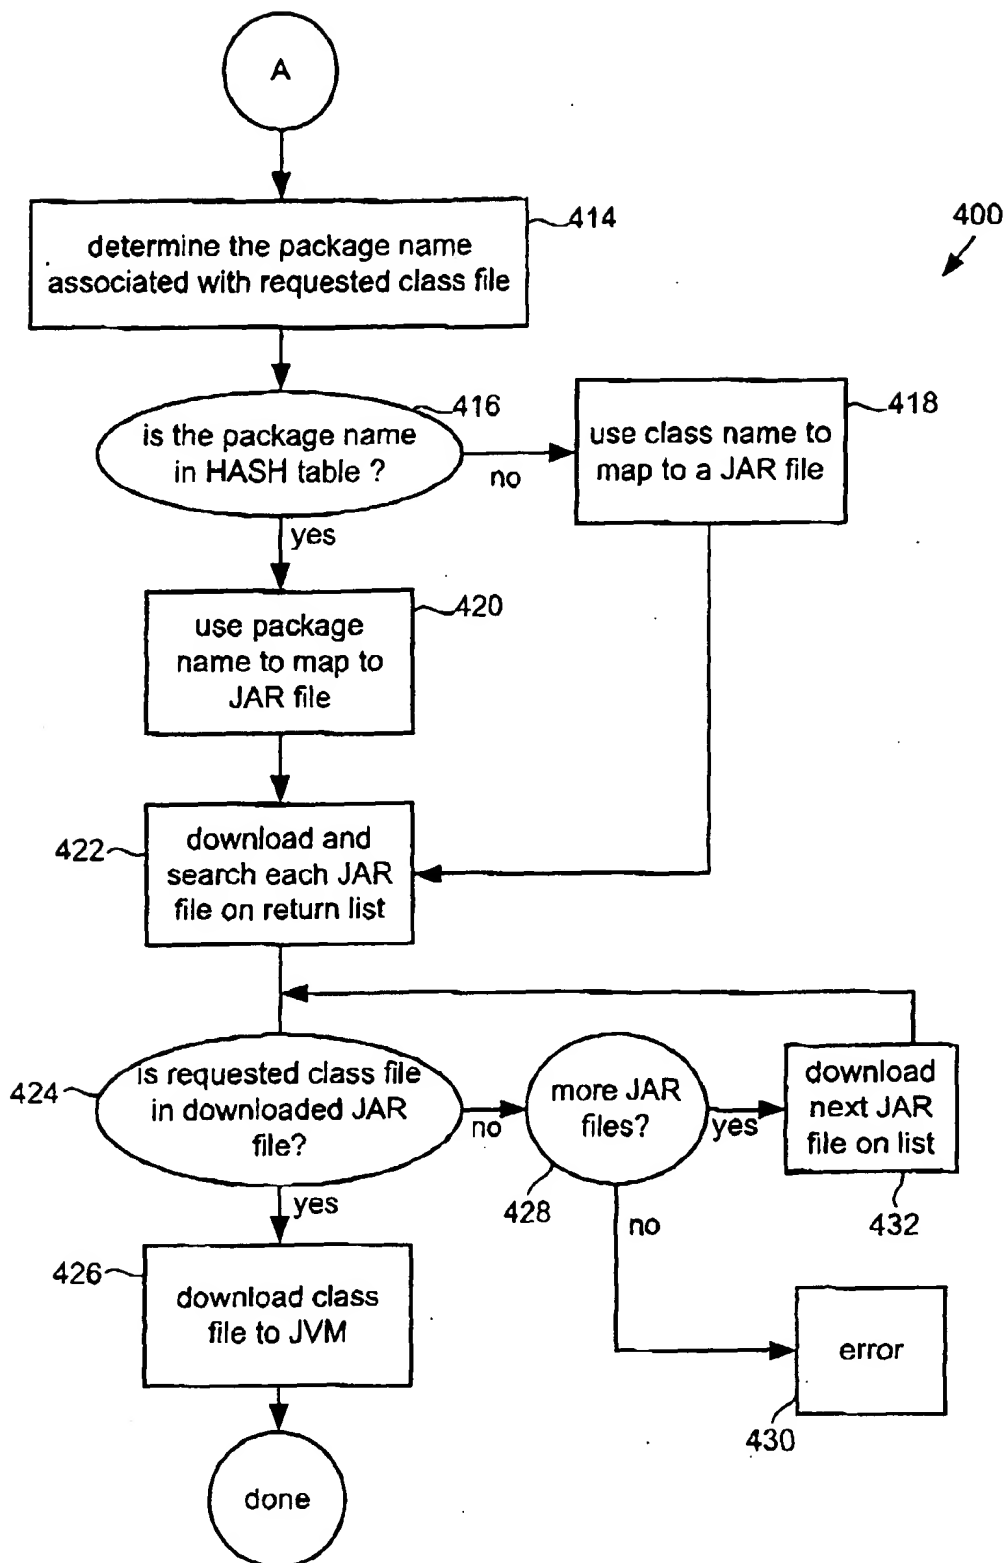 A
414
400
determine the package name
associated with requested class file
416
is the package name
in HASH table ?
no
418
use class name to
map to a JAR file
yes
420
use package
name to map to
JAR file
422
download and
search each JAR
file on return list
424
is requested class file
in downloaded JAR
file?
no
more JAR
files?
yes
download
next JAR
file on list
428
432
yes
no
426
download class
file to JVM
error
430
done